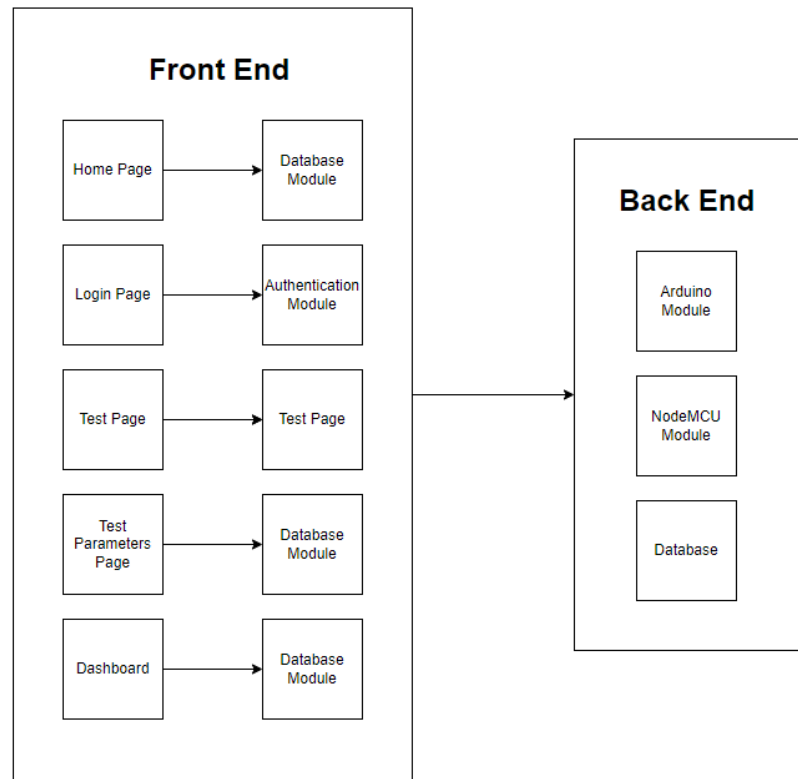 Front End
Home Page
Database
Module
Login Page
Authentication
Module
Test Page
Test Page
Test
Parameters
Page
Database
Module
Dashboard
Database
Module
Back End
Arduino
Module
NodeMCU
Module
Database